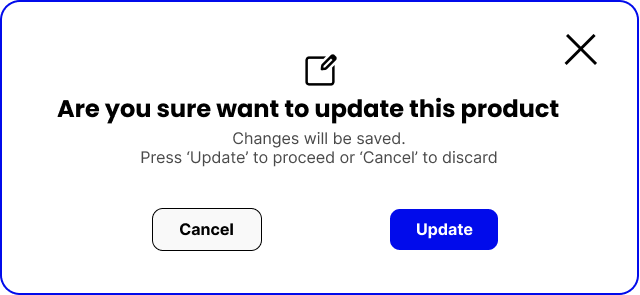 Are you sure want to update this product
Changes will be saved.
Press ‘Update’ to proceed or ‘Cancel’ to discard
Cancel
Update